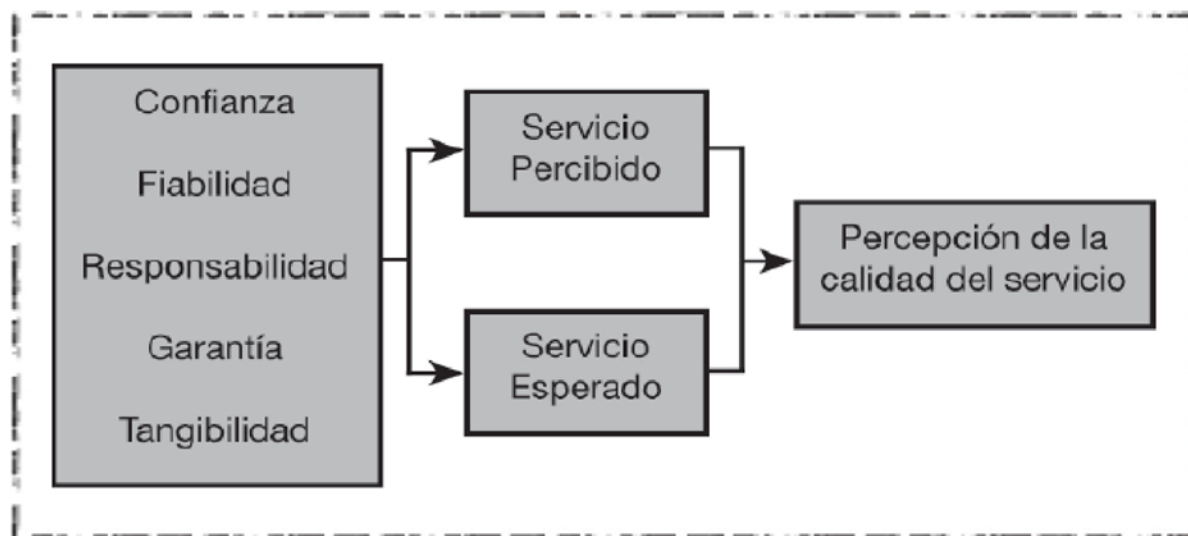 Confianza
Fiabilidad
Responsabilidad
Garantía
Tangibilidad
Servicio
Percibido
Servicio
Esperado
Percepción de la
calidad del servicio